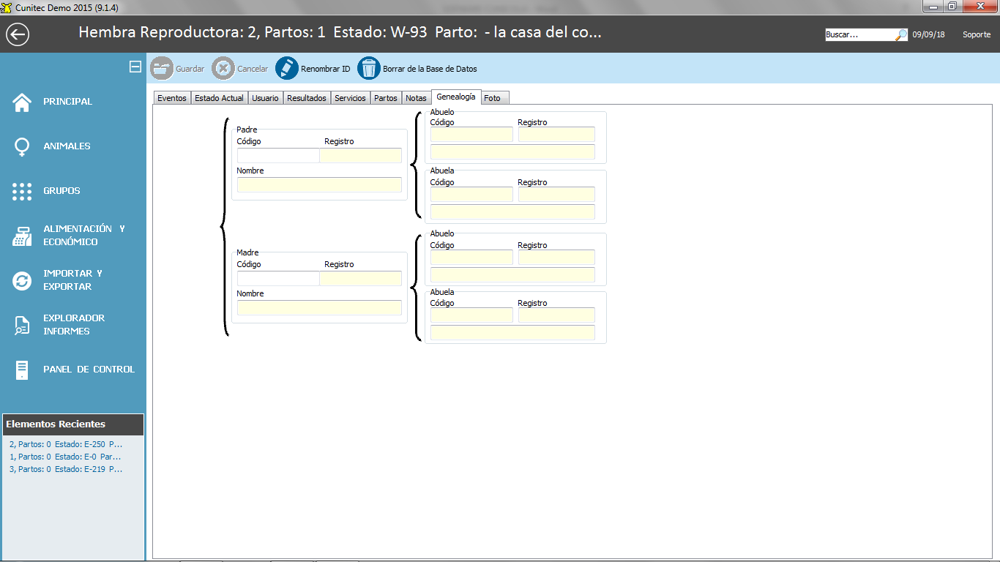 Cunitec Demo 2015 (9.1.4)
Hembra Reproductora: 2, Partos: 1 Estado: W-93 Parto: - la casa del co...
Buscar...
09/09/18
Soporte
Guardar
Cancelar
Renombrar ID
Borrar de la Base de Datos
PRINCIPAL
ANIMALES
GRUPOS
ALIMENTACIÓN Y
ECONÓMICO
IMPORTAR Y
EXPORTAR
EXPLORADOR
INFORMES
PANEL DE CONTROL
Elementos Recientes
2, Partos: 0 Estado: E-250 P...
1, Partos: 0 Estado: E-0 Par...
3, Partos: 0 Estado: E-219 P...
Eventos
Estado Actual
Usuario
Resultados
Servicios
Partos
Notas
Genealogía
Foto
Padre
Código
Registro
Nombre
Abuelo
Código
Registro
Abuela
Código
Registro
Madre
Código
Registro
Nombre
Abuelo
Código
Registro
Abuela
Código
Registro